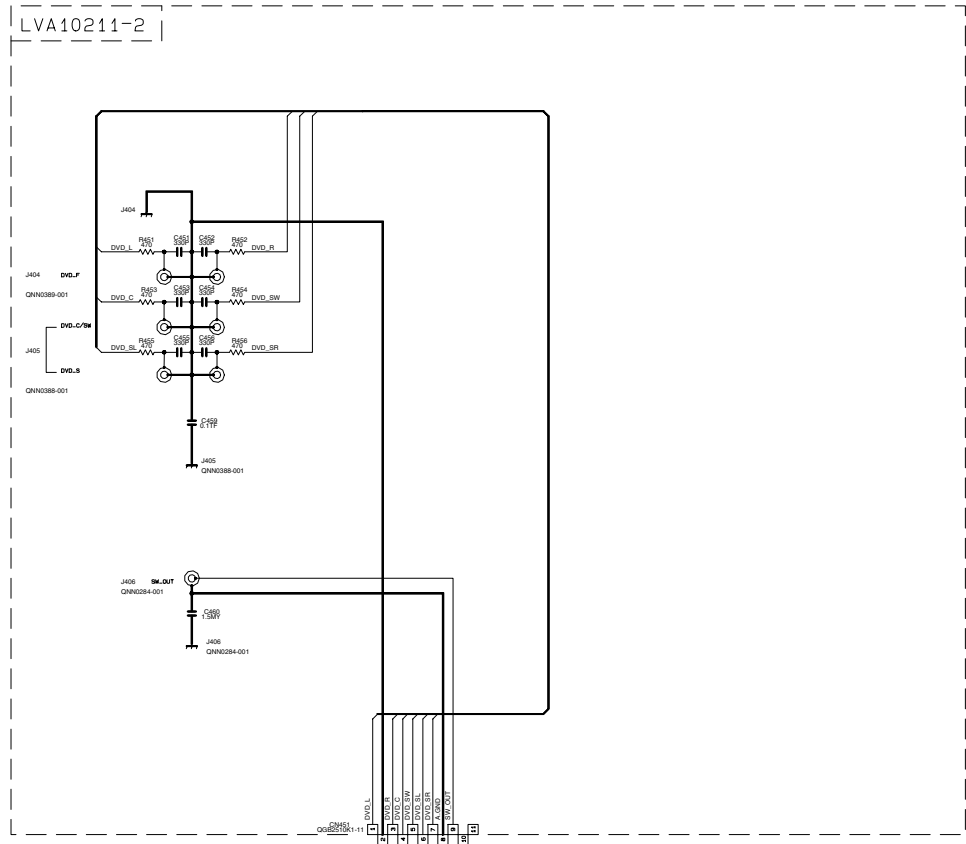 LVA10211-2
J404
R451
470
C451
330P
C452
330P
R452
470
DVD_L
DVD_R
J404 DVD_F
QNN0389-001
R453
470
C453
330P
C454
330P
R454
470
DVD_C
DVD_SW
DVD_C/SW
J405
DVD_S
QNN0388-001
R455
470
C455
330P
C456
330P
R456
470
DVD_SL
DVD_SR
C459
0.1TF
J405
QNN0388-001
J406 SW_OUT
QNN0284-001
C460
1.5MY
J406
QNN0284-001
DVD_L
DVD_R
DVD_C
DVD_SW
DVD_SL
DVD_SR
A.GND
SW_OUT
CN451
QGB2510K1-11
1 2 3 4 5 6 7 8 9 10 11